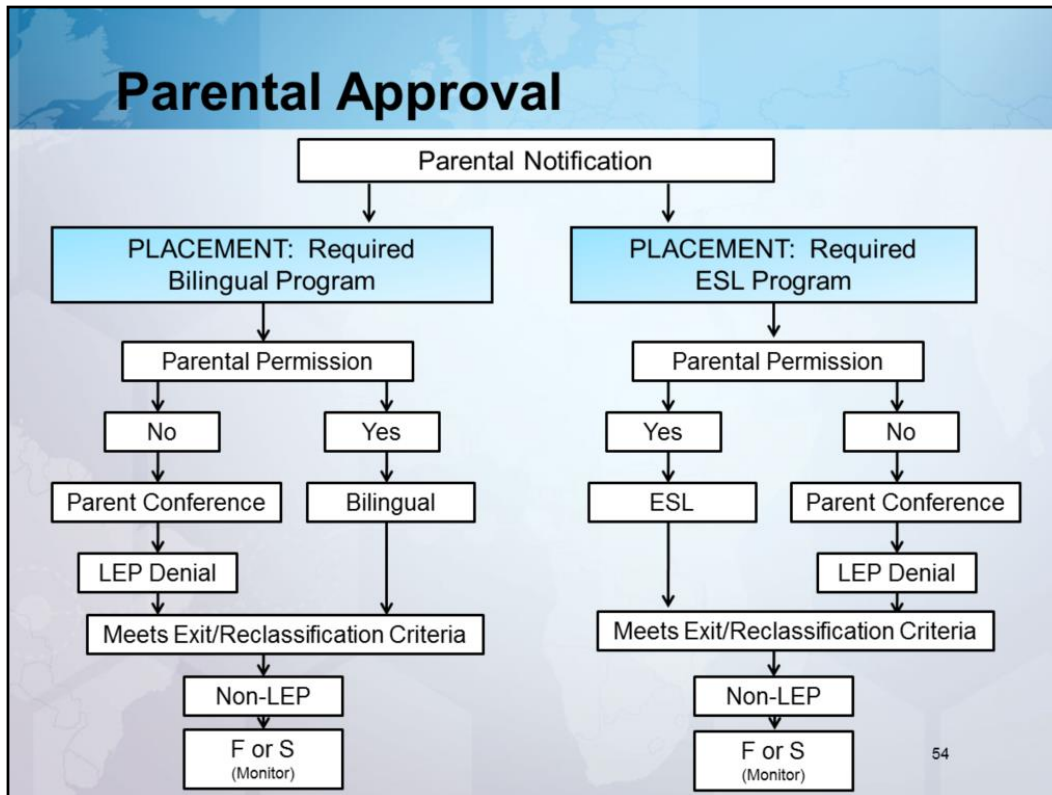 Parental Approval
Parental Notification
PLACEMENT: Required
Bilingual Program
PLACEMENT: Required
ESL Program
Parental Permission
Parental Permission
No
Yes
Yes
No
Parent Conference
Bilingual
ESL
Parent Conference
LEP Denial
LEP Denial
Meets Exit/Reclassification Criteria
Meets Exit/Reclassification Criteria
Non-LEP
Non-LEP
F or S
(Monitor)
F or S
(Monitor)
54